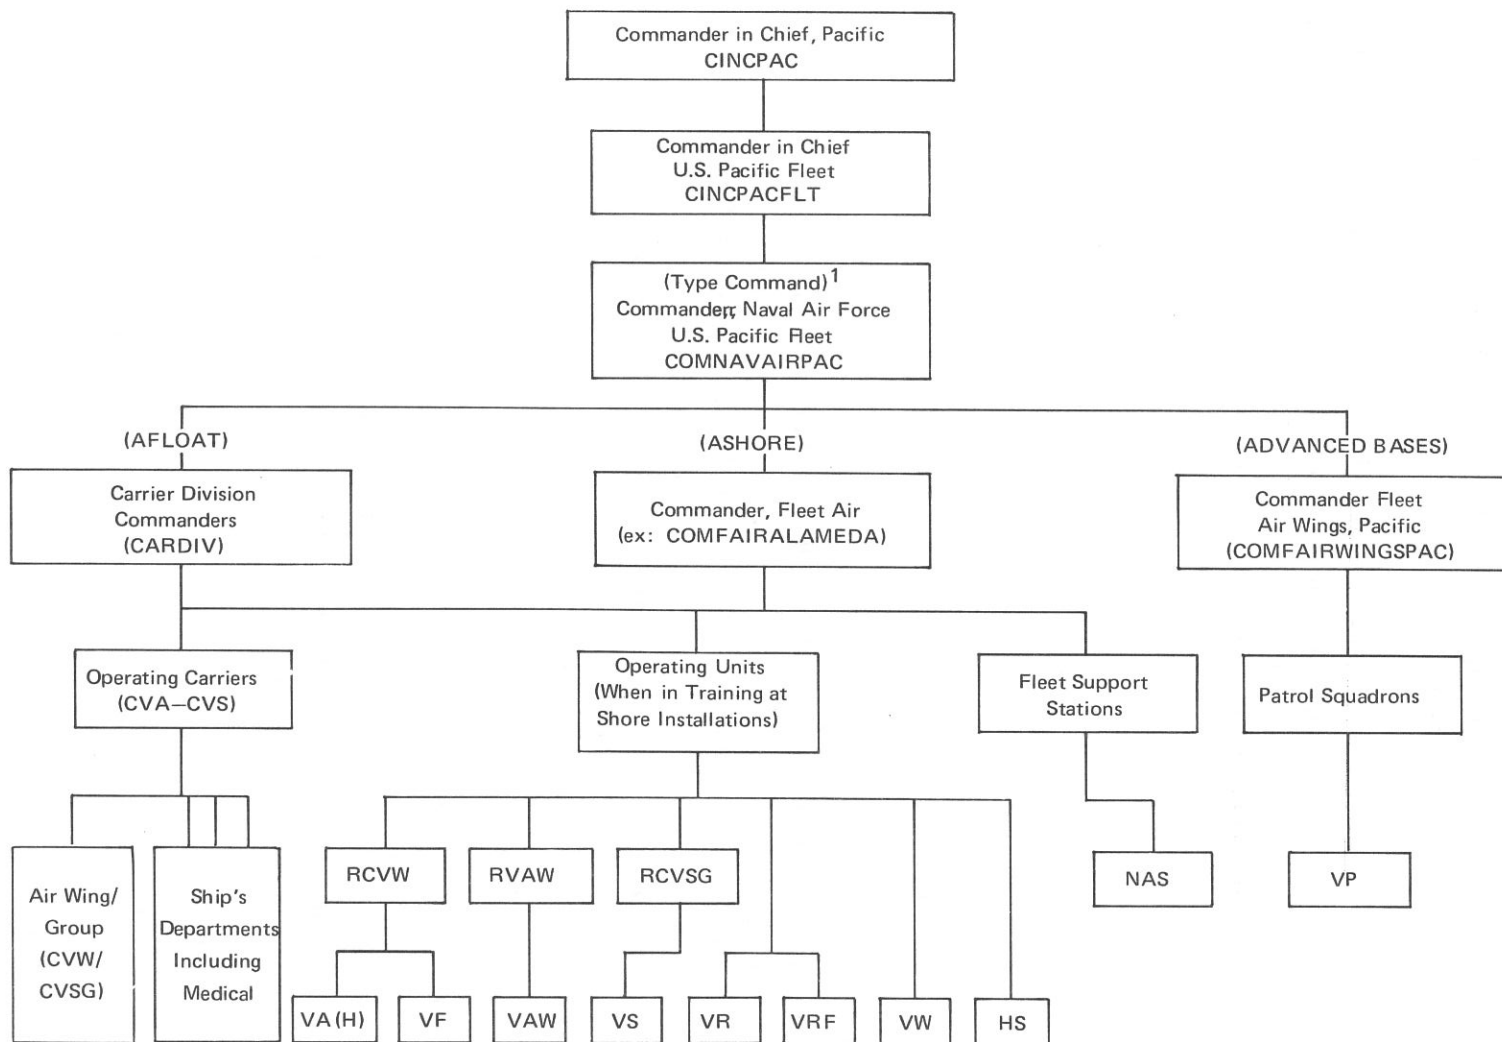 Commander in Chief, Pacific
CINCPAC
Commander in Chief
U.S. Pacific Fleet
CINCPACFLT
(Type Command)1
Commander, Naval Air Force
U.S. Pacific Fleet
COMNAVAIRPAC
(AFLOAT)
(ASHORE)
(ADVANCED BASES)
Carrier Division
Commanders
(CARDIV)
Commander, Fleet Air
(ex: COMFAIRALAMEDA)
Commander Fleet
Air Wings, Pacific
(COMFAIRWINGSPAC)
Operating Carriers
(CVA–CVS)
Operating Units
(When in Training at
Shore Installations)
Fleet Support
Stations
Patrol Squadrons
Air Wing/
Group
(CVW/
CVSG)
Ship's
Departments
Including
Medical
RCVW
RVAW
RCVSG
NAS
VP
VA(H)
VF
VAW
VS
VR
VRF
VW
HS